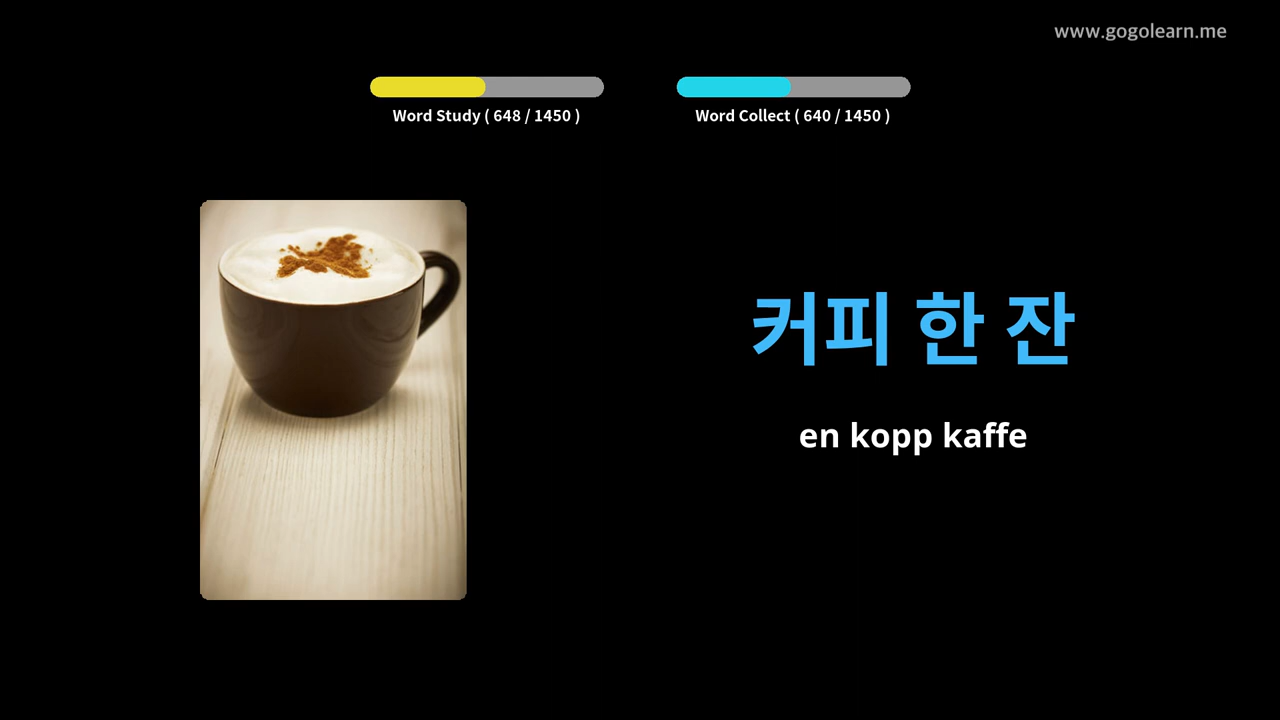 www.gogolearn.me
Word Study ( 648 / 1450 )
Word Collect ( 640 / 1450 )
커피 한 잔
en kopp kaffe